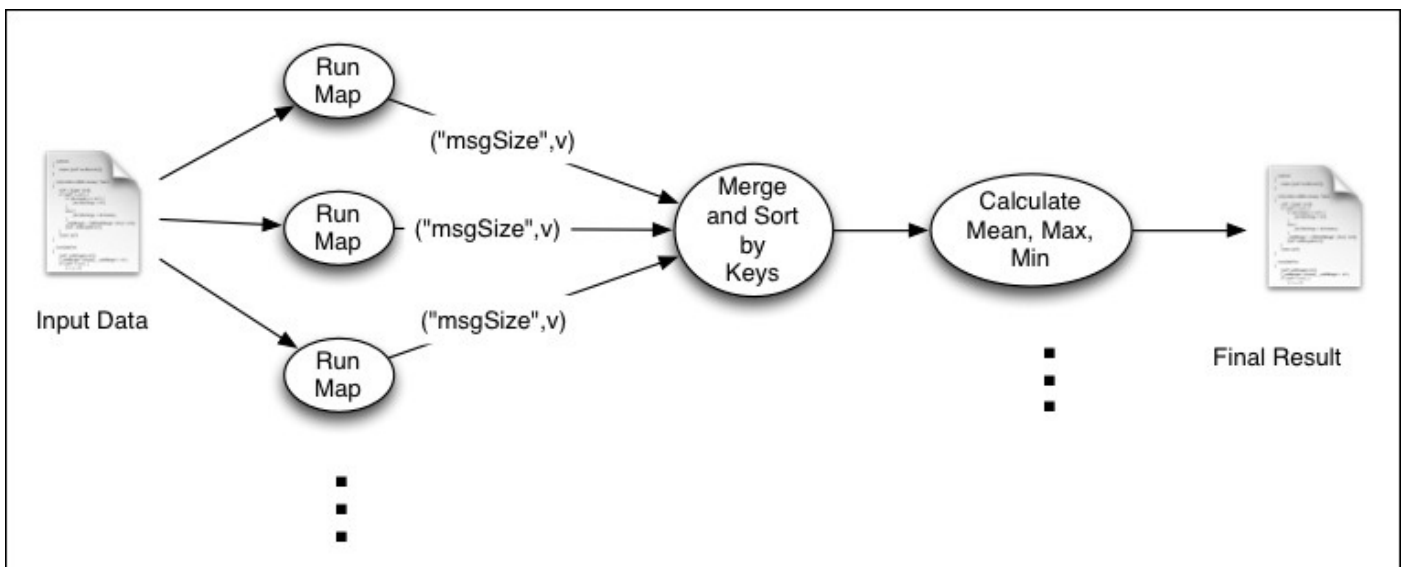 Run
Map
("msgSize",v)
Run
Map
("msgSize",v)
Merge
and Sort
by
Keys
Calculate
Mean, Max,
Min
Input Data
("msgSize",v)
Run
Map
Final Result